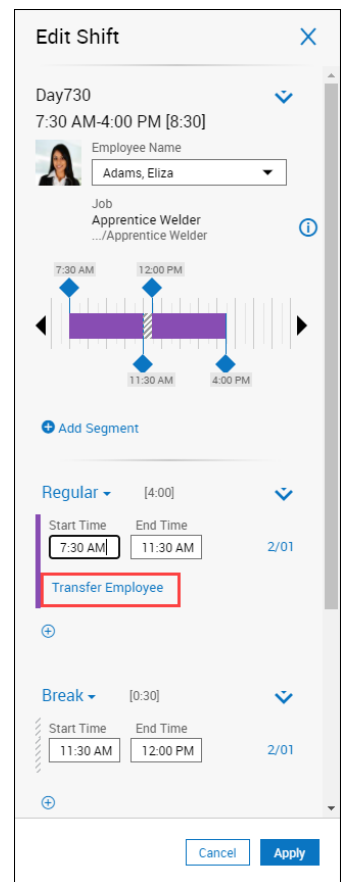 Edit Shift
Day730
7:30 AM-4:00 PM [8:30]
Employee Name
Adams, Eliza
Job
Apprentice Welder
.../Apprentice Welder
7:30 AM 12:00 PM
11:30 AM 4:00 PM
Add Segment
Regular [4:00]
Start Time End Time
7:30 AM 11:30 AM 2/01
Transfer Employee
Break [0:30]
Start Time End Time
11:30 AM 12:00 PM 2/01
Cancel Apply